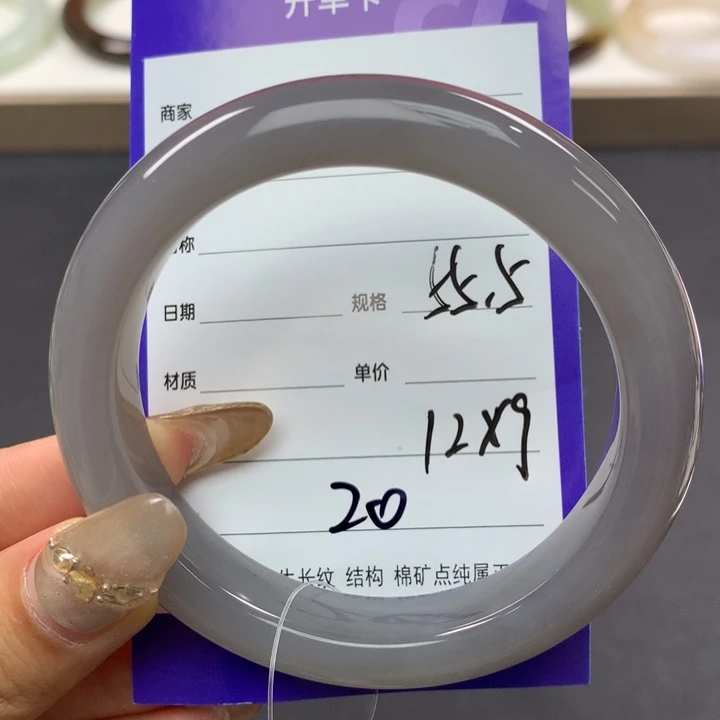 商家
称
日期 规格 55.5
材质 单价
12x9
20
生长纹 结构 棉矿点纯属正